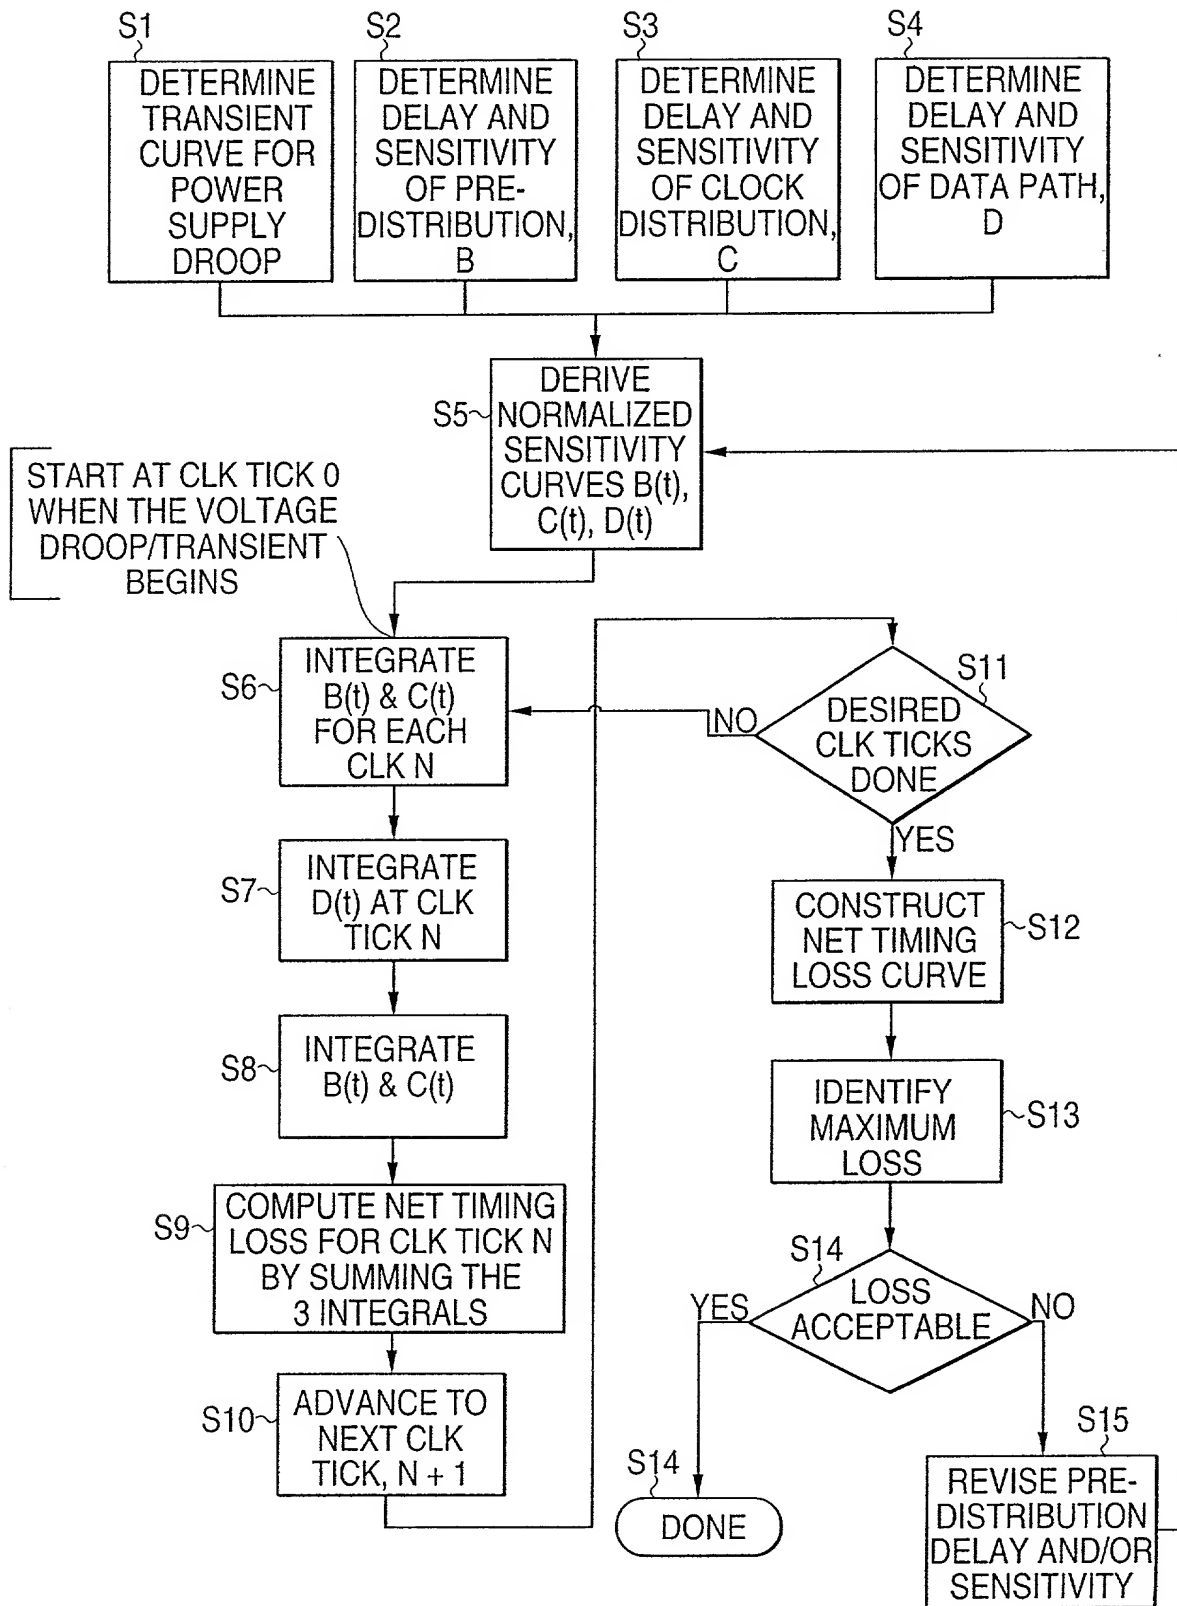 S1
DETERMINE
TRANSIENT
CURVE FOR
POWER
SUPPLY
DROOP
S2
DETERMINE
DELAY AND
SENSITIVITY
OF PRE-
DISTRIBUTION,
B
S3
DETERMINE
DELAY AND
SENSITIVITY
OF CLOCK
DISTRIBUTION,
C
S4
DETERMINE
DELAY AND
SENSITIVITY
OF DATA PATH,
D
S5
DERIVE
NORMALIZED
SENSITIVITY
CURVES B(t),
C(t), D(t)
START AT CLK TICK 0
WHEN THE VOLTAGE
DROOP/TRANSIENT
BEGINS
S6
INTEGRATE
B(t) & C(t)
FOR EACH
CLK N
S7
INTEGRATE
D(t) AT CLK
TICK N
S8
INTEGRATE
B(t) & C(t)
S9
COMPUTE NET TIMING
LOSS FOR CLK TICK N
BY SUMMING THE
3 INTEGRALS
S10
ADVANCE TO
NEXT CLK
TICK, N + 1
S11
DESIRED
CLK TICKS
DONE
NO
YES
CONSTRUCT
NET TIMING
LOSS CURVE
S12
IDENTIFY
MAXIMUM
LOSS
S13
S14
LOSS
ACCEPTABLE
YES
NO
S14
DONE
S15
REVISE PRE-
DISTRIBUTION
DELAY AND/OR
SENSITIVITY